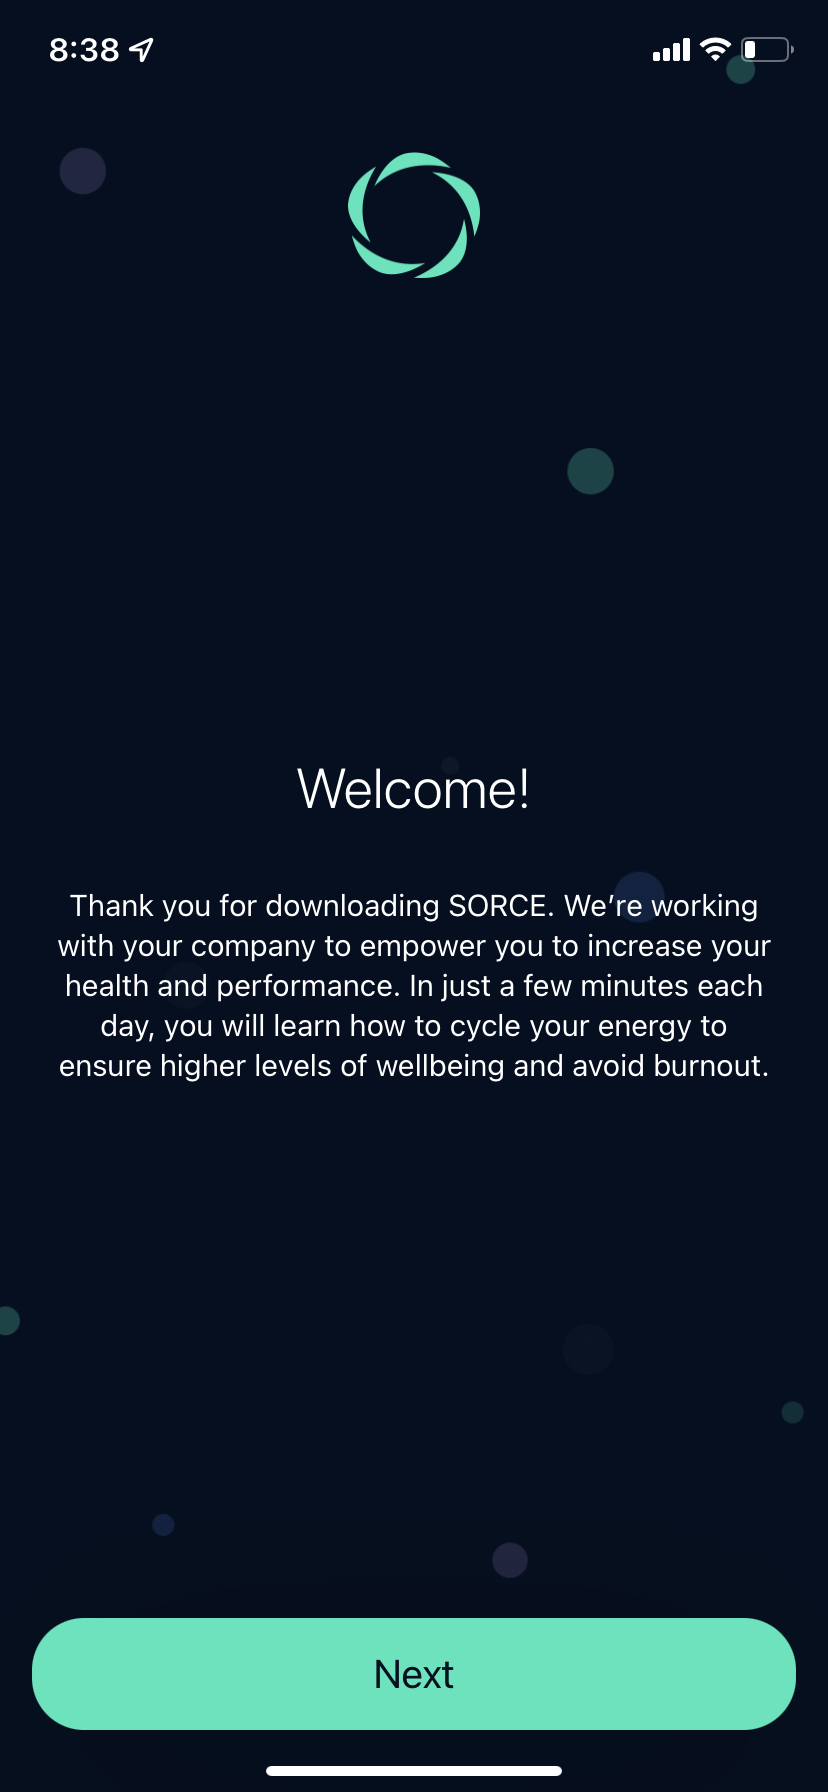 8:38
Welcome!
Thank you for downloading SORCE. We’re working
with your company to empower you to increase your
health and performance. In just a few minutes each
day, you will learn how to cycle your energy to
ensure higher levels of wellbeing and avoid burnout.
Next